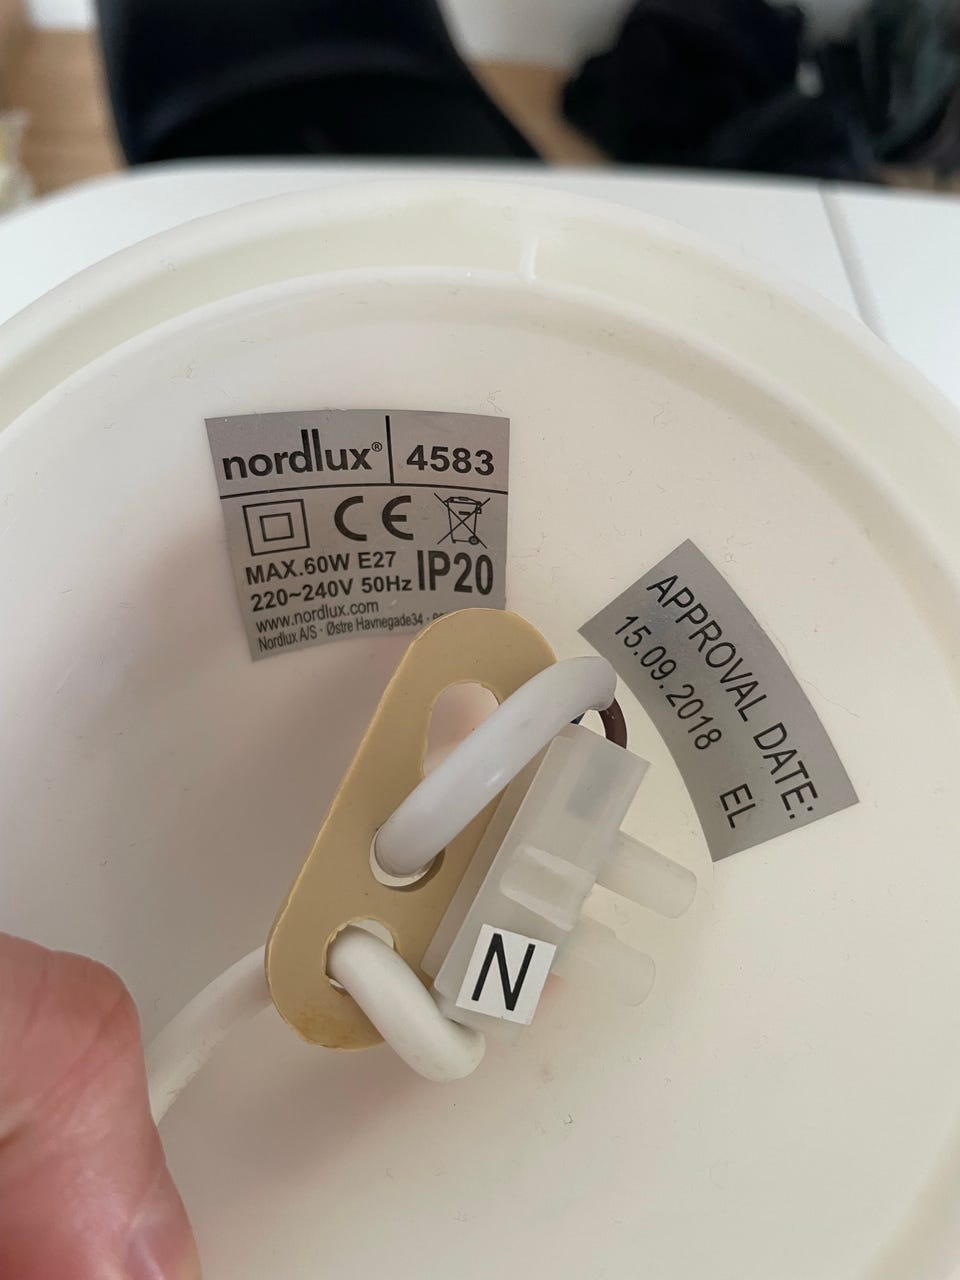 nordlux® 4583
CE
MAX.60W E27
220~240V 50Hz
IP20
www.nordlux.com
Nordlux A/S · Østre Havnegade34 ·
APPROVAL DATE:
15.09.2018 EL
N